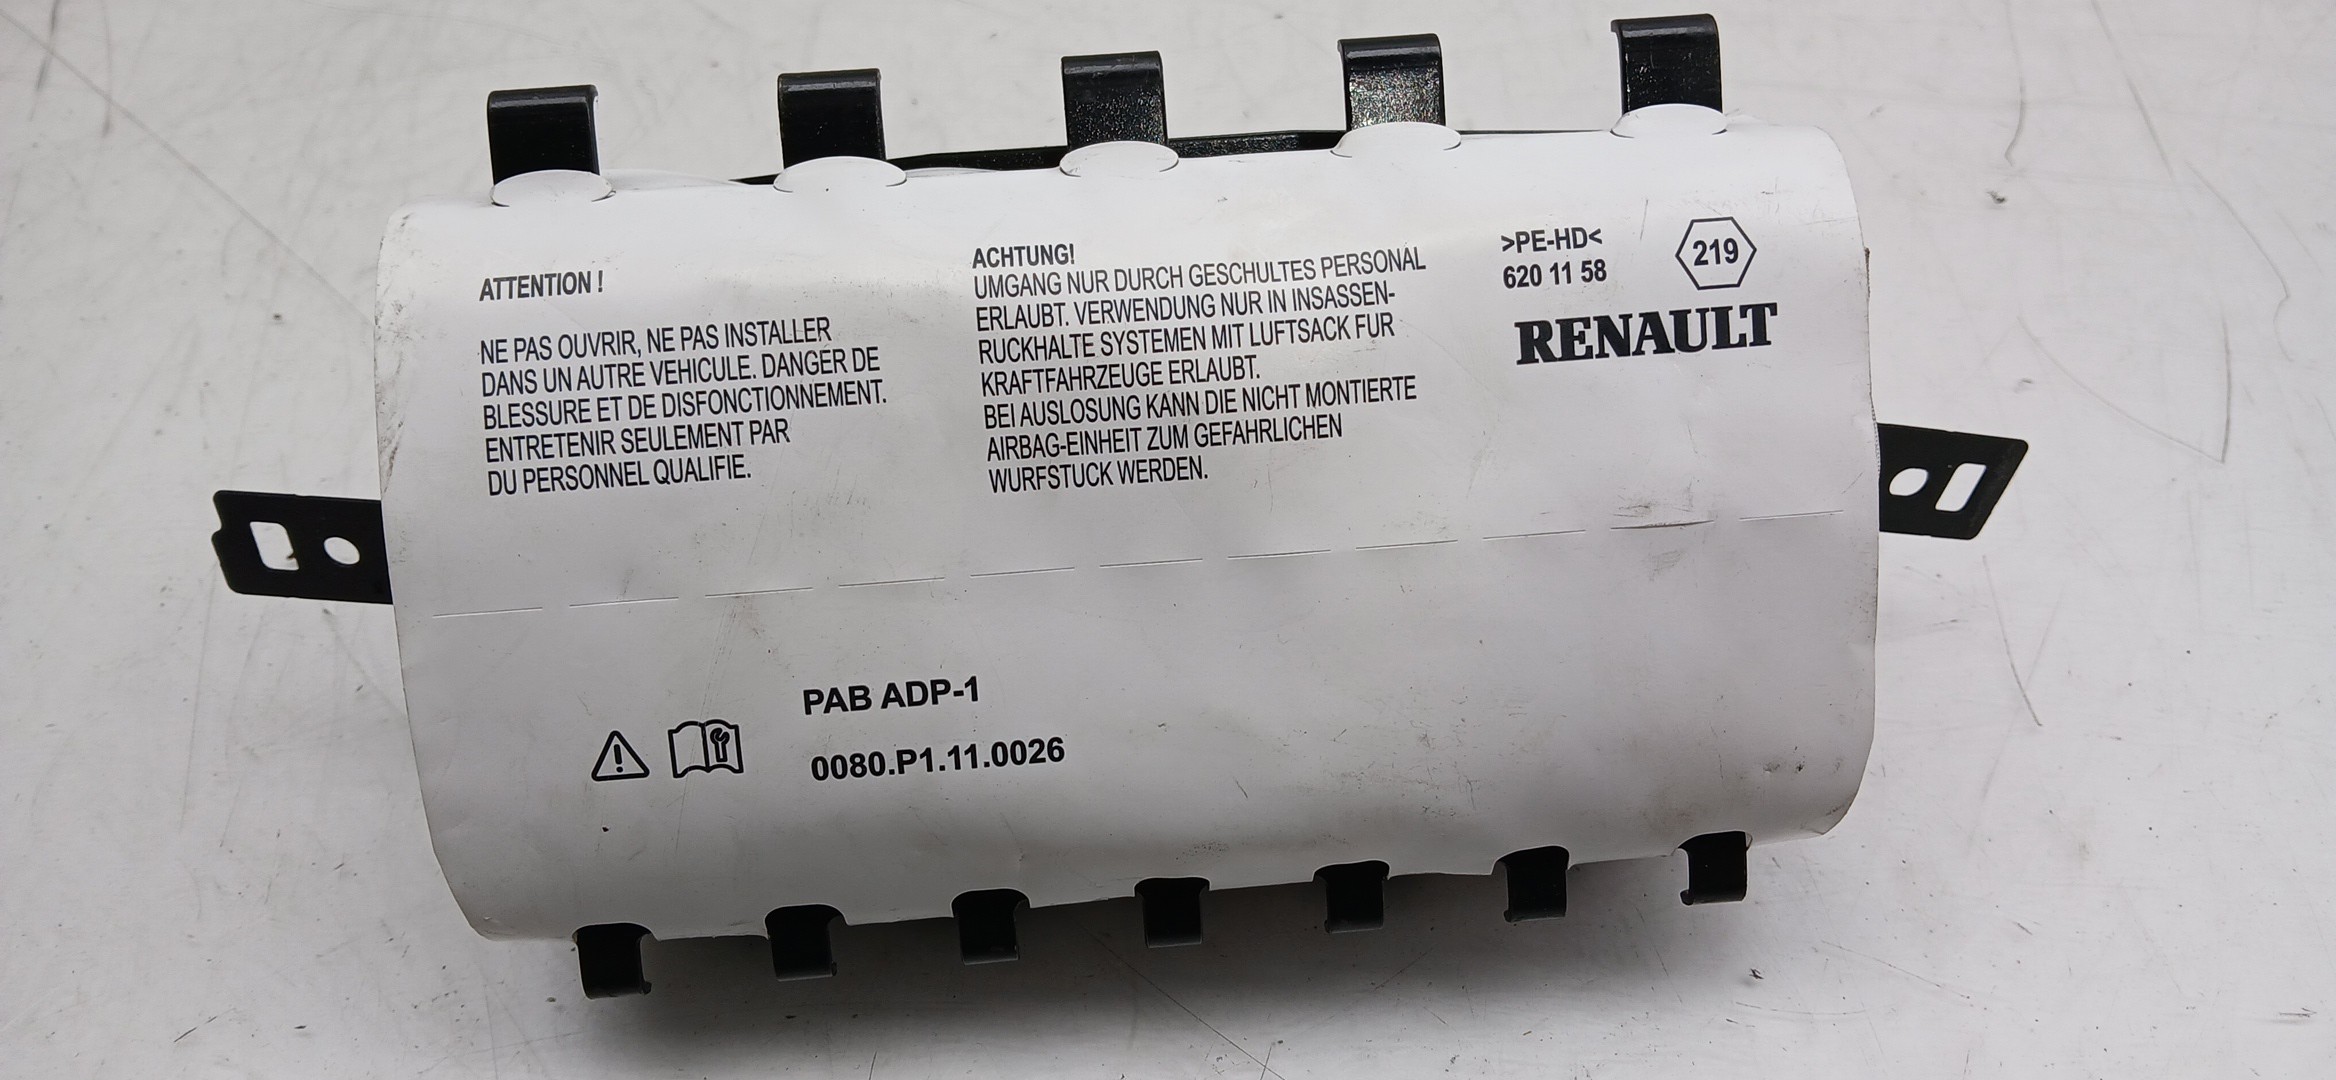 ATTENTION !
NE PAS OUVRIR, NE PAS INSTALLER
DANS UN AUTRE VEHICULE. DANGER DE
BLESSURE ET DE DISFONCTIONNEMENT.
ENTRETENIR SEULEMENT PAR
DU PERSONNEL QUALIFIE.
ACHTUNG!
UMGANG NUR DURCH GESCHULTES PERSONAL
ERLAUBT. VERWENDUNG NUR IN INSASSEN-
RUCKHALTE SYSTEMEN MIT LUFTSACK FUR
KRAFTFAHRZEUGE ERLAUBT.
BEI AUSLOSUNG KANN DIE NICHT MONTIERTE
AIRBAG-EINHEIT ZUM GEFAHRLICHEN
WURFSTUCK WERDEN.
>PE-HD<
620 11 58
219
RENAULT
PAB ADP-1
0080.P1.11.0026